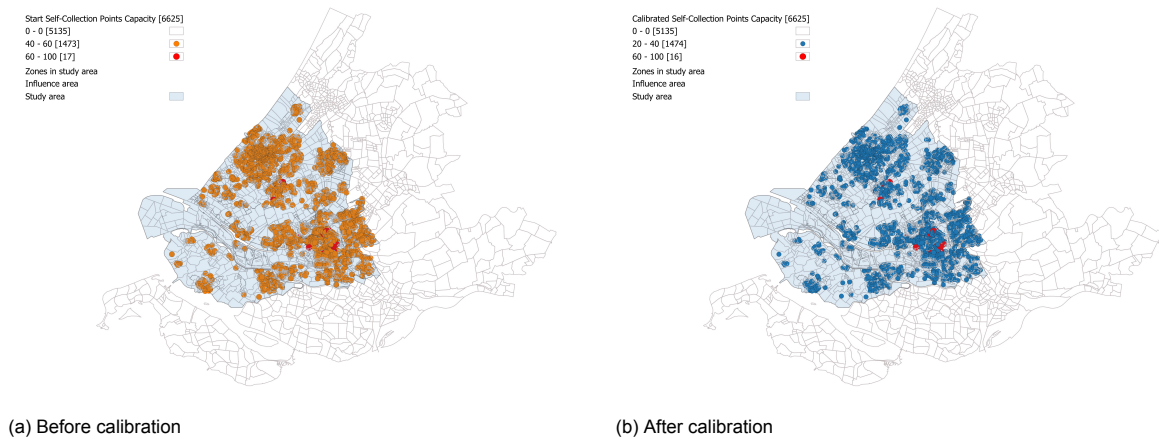 Start Self-Collection Points Capacity [6625]
0 - 0 [5135]
40 - 60 [1473]
60 - 100 [17]
Zones in study area
Influence area
Study area
(a) Before calibration
Calibrated Self-Collection Points Capacity [6625]
0 - 0 [5135]
20 - 40 [1474]
60 - 100 [16]
Zones in study area
Influence area
Study area
(b) After calibration